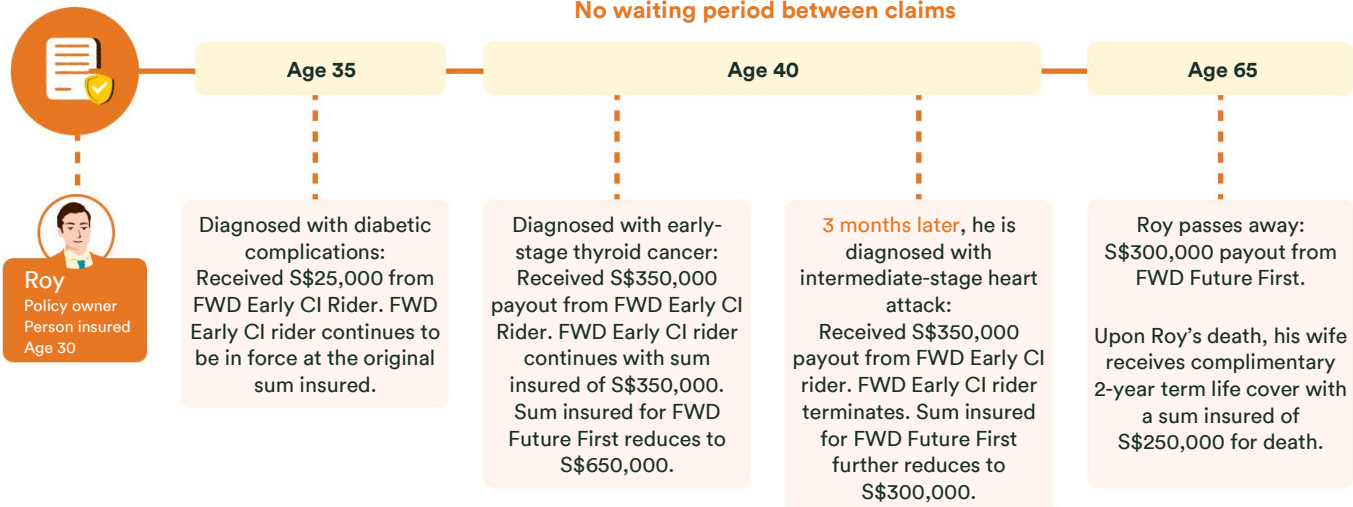 No waiting period between claims
Age 35
Age 40
Age 65
Roy
Policy owner
Person insured
Age 30
Diagnosed with diabetic
complications:
Received S$25,000 from
FWD Early CI Rider. FWD
Early CI rider continues to
be in force at the original
sum insured.
Diagnosed with early-
stage thyroid cancer:
Received S$350,000
payout from FWD Early CI
Rider. FWD Early CI rider
continues with sum
insured of S$350,000.
Sum insured for FWD
Future First reduces to
S$650,000.
3 months later, he is
diagnosed with
intermediate-stage heart
attack:
Received S$350,000
payout from FWD Early CI
rider. FWD Early CI rider
terminates. Sum insured
for FWD Future First
further reduces to
S$300,000.
Roy passes away:
S$300,000 payout from
FWD Future First.
Upon Roy’s death, his wife
receives complimentary
2-year term life cover with
a sum insured of
S$250,000 for death.